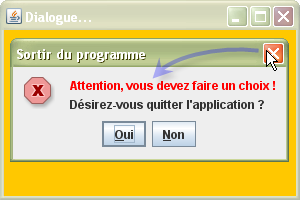 Dialogue...
Sortir du programme
Attention, vous devez faire un choix !
Désirez-vous quitter l'application ?
Oui Non